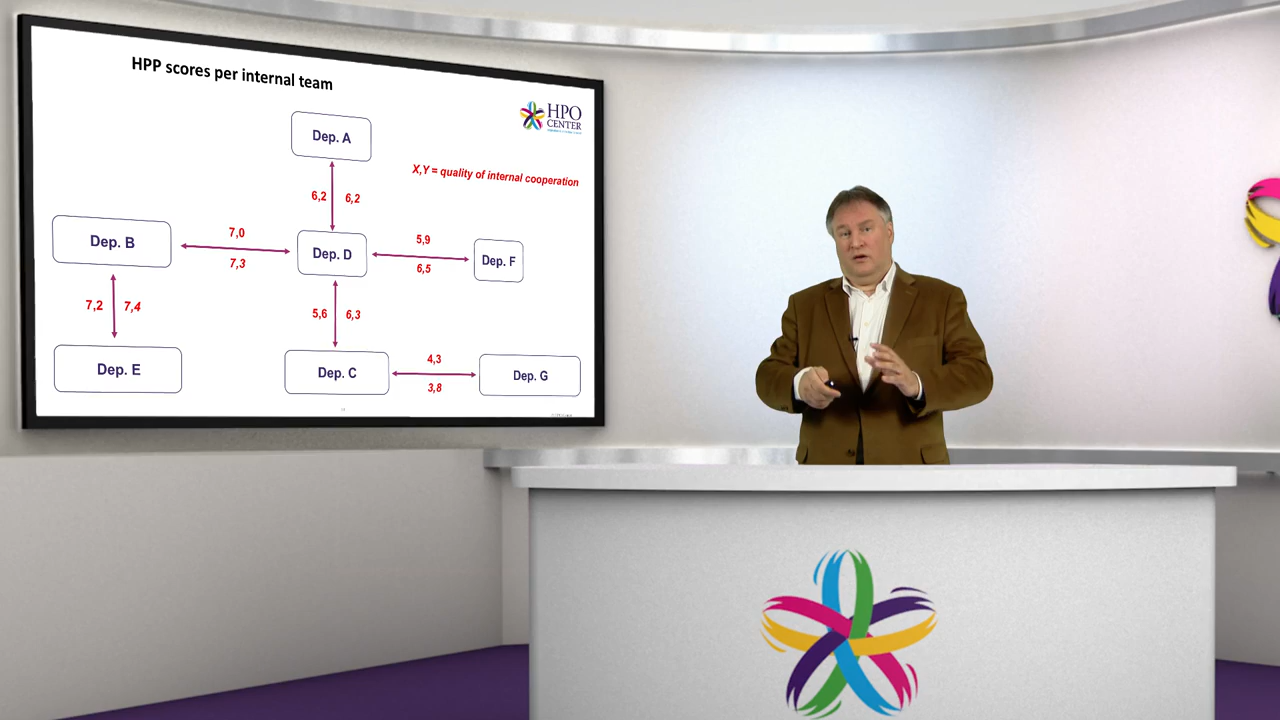 HPP scores per internal team
HPO
CENTER
Dep. A
X,Y = quality of internal cooperation
6,2 6,2
Dep. B
7,0
7,3
Dep. D
5,9
6,5
Dep. F
7,2 7,4
5,6 6,3
Dep. E
Dep. C
4,3
3,8
Dep. G